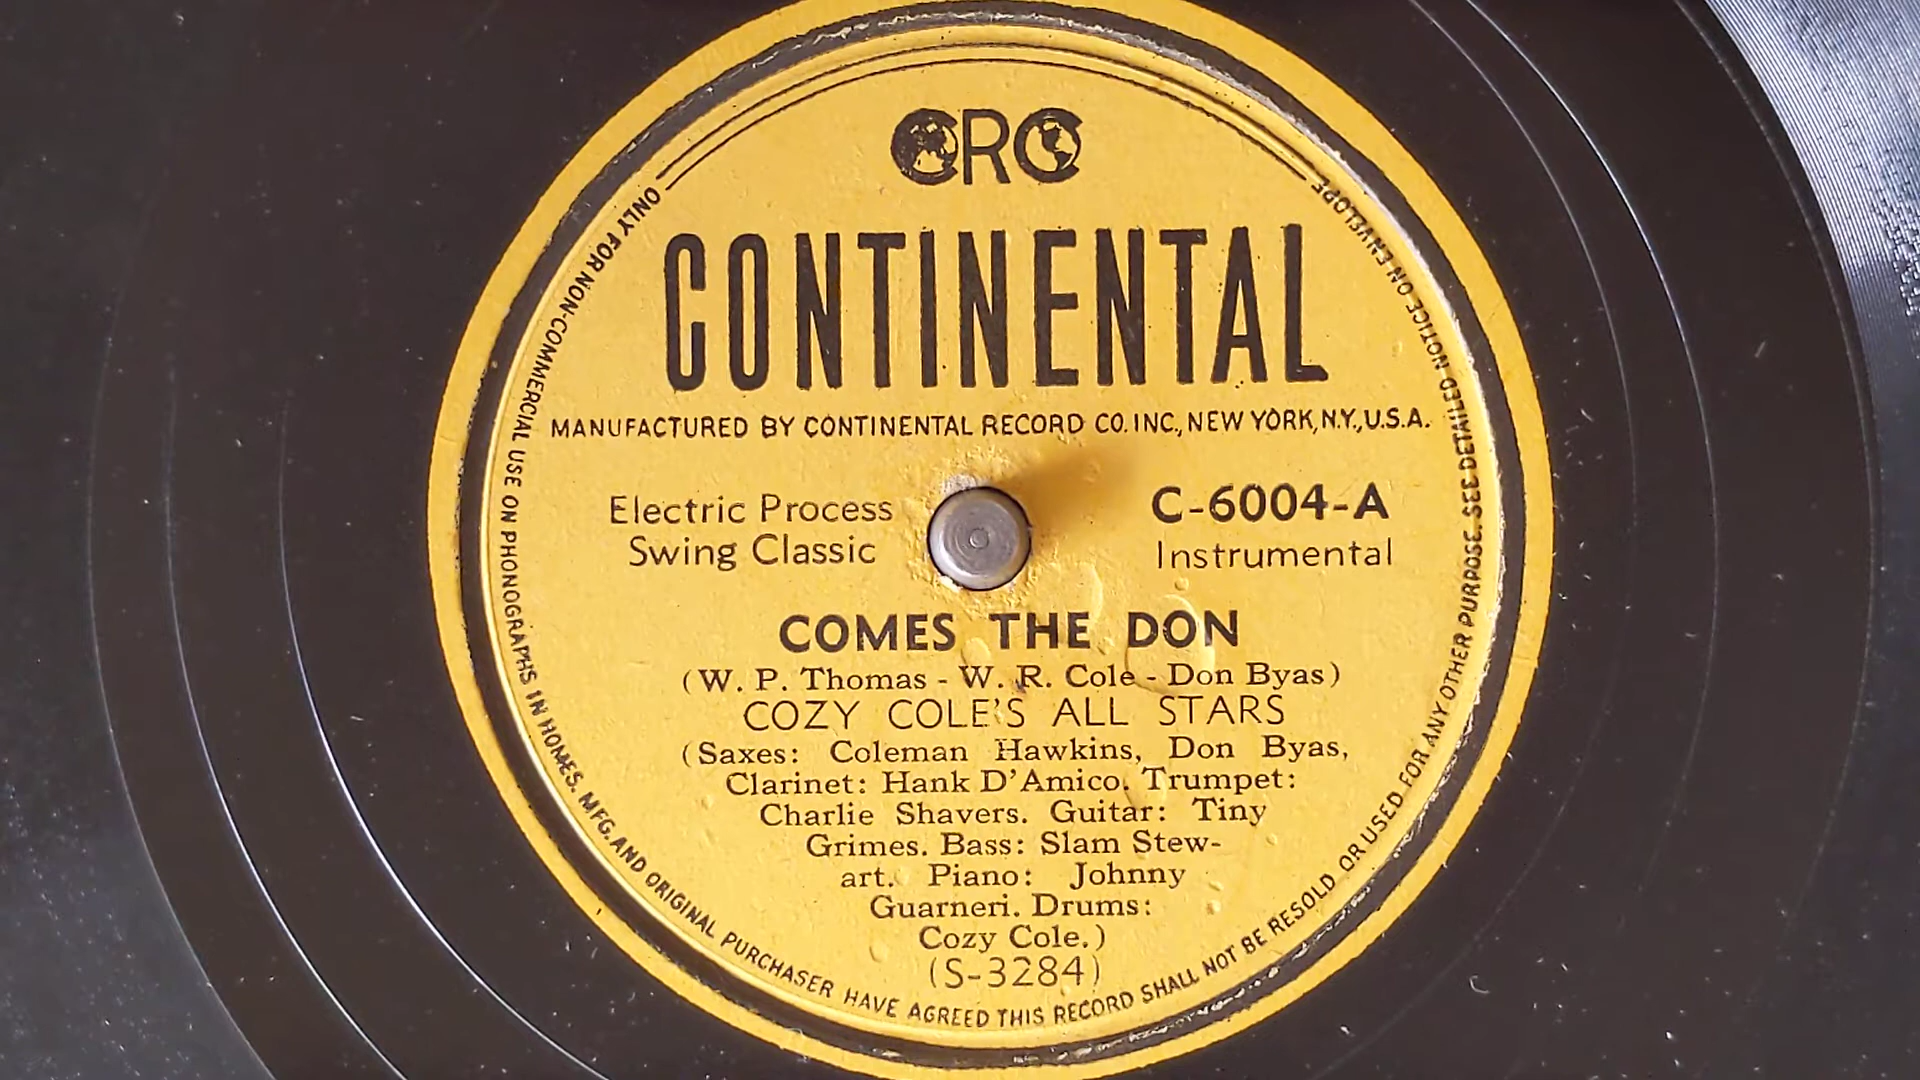 CRC
CONTINENTAL
MANUFACTURED BY CONTINENTAL RECORD CO. INC., NEW YORK, N.Y., U.S.A.
Electric Process
Swing Classic
C-6004-A
Instrumental
COMES THE DON
(W. P. Thomas - W. R. Cole - Don Byas)
COZY COLE'S ALL STARS
(Saxes: Coleman Hawkins, Don Byas,
Clarinet: Hank D'Amico. Trumpet:
Charlie Shavers. Guitar: Tiny
Grimes. Bass: Slam Stew-
art. Piano: Johnny
Guarneri. Drums:
Cozy Cole.)
(S-3284)
ONLY FOR NON-COMMERCIAL USE ON PHONOGRAPHS IN HOMES. MFG. AND ORIGINAL PURCHASER HAVE AGREED THIS RECORD SHALL NOT BE RESOLD OR USED FOR ANY OTHER PURPOSE. SEE DETAILED NOTICE ON ENVELOPE